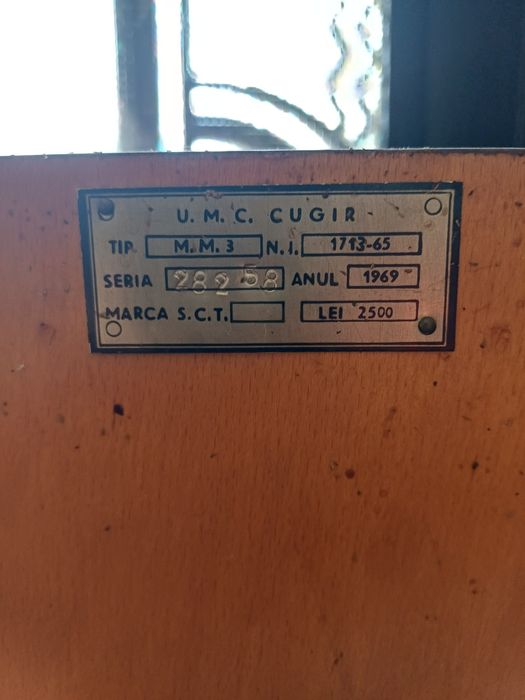 U. M. C. CUGIR
TIP M. M. 3 N. I. 1713-65
SERIA 28258 ANUL 1969
MARCA S.C.T. LEI 2500